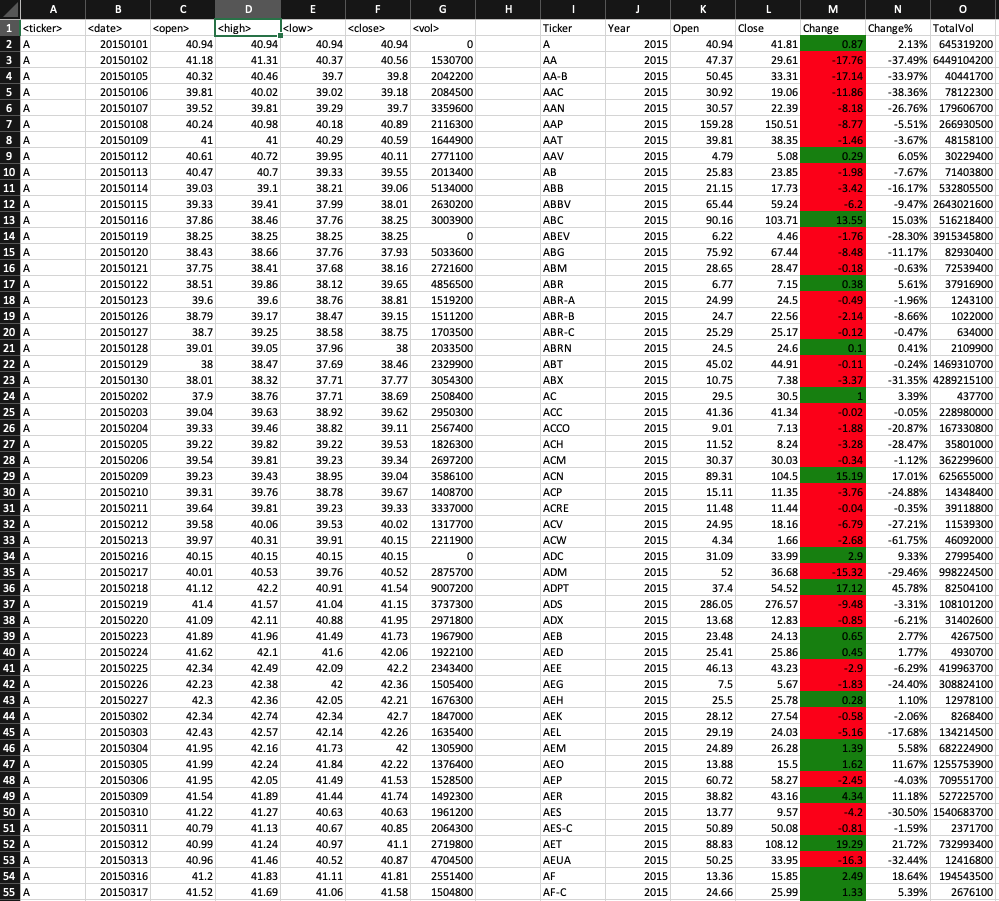 A B C D E F G H I J K L M N O
1 <ticker> <date> <open> <high> <low> <close> <vol> Ticker Year Open Close Change Change% TotalVol
2 A 20150101 40.94 40.94 40.94 40.94 0 A 2015 40.94 41.81 0.87 2.13% 645319200
3 A 20150102 41.18 41.31 40.37 40.56 1530700 AA 2015 47.37 29.61 -17.76 -37.49% 6449104200
4 A 20150105 40.32 40.46 39.7 39.8 2042200 AA-B 2015 50.45 33.31 -17.14 -33.97% 40441700
5 A 20150106 39.81 40.02 39.02 39.18 2084500 AAC 2015 30.92 19.06 -11.86 -38.36% 78122300
6 A 20150107 39.52 39.81 39.29 39.7 3359600 AAN 2015 30.57 22.39 -8.18 -26.76% 179606700
7 A 20150108 40.24 40.98 40.18 40.89 2116300 AAP 2015 159.28 150.51 -8.77 -5.51% 266930500
8 A 20150109 41 41 40.29 40.59 1644900 AAT 2015 39.81 38.35 -1.46 -3.67% 48158100
9 A 20150112 40.61 40.72 39.95 40.11 2771100 AAV 2015 4.79 5.08 0.29 6.05% 30229400
10 A 20150113 40.47 40.7 39.33 39.55 2013400 AB 2015 25.83 23.85 -1.98 -7.67% 71403800
11 A 20150114 39.03 39.1 38.21 39.06 5134000 ABB 2015 21.15 17.73 -3.42 -16.17% 532805500
12 A 20150115 39.33 39.41 37.99 38.01 2630200 ABBV 2015 65.44 59.24 -6.2 -9.47% 2643021600
13 A 20150116 37.86 38.46 37.76 38.25 3003900 ABC 2015 90.16 103.71 13.55 15.03% 516218400
14 A 20150119 38.25 38.25 38.25 38.25 0 ABEV 2015 6.22 4.46 -1.76 -28.30% 3915345800
15 A 20150120 38.43 38.66 37.76 37.93 5033600 ABG 2015 75.92 67.44 -8.48 -11.17% 82930400
16 A 20150121 37.75 38.41 37.68 38.16 2721600 ABM 2015 28.65 28.47 -0.18 -0.63% 72539400
17 A 20150122 38.51 39.86 38.12 39.65 4856500 ABR 2015 6.77 7.15 0.38 5.61% 37916900
18 A 20150123 39.6 39.6 38.76 38.81 1519200 ABR-A 2015 24.99 24.5 -0.49 -1.96% 1243100
19 A 20150126 38.79 39.17 38.47 39.15 1511200 ABR-B 2015 24.7 22.56 -2.14 -8.66% 1022000
20 A 20150127 38.7 39.25 38.58 38.75 1703500 ABR-C 2015 25.29 25.17 -0.12 -0.47% 634000
21 A 20150128 39.01 39.05 37.96 38 2033500 ABRN 2015 24.5 24.6 0.1 0.41% 2109900
22 A 20150129 38 38.47 37.69 38.46 2329900 ABT 2015 45.02 44.91 -0.11 -0.24% 1469310700
23 A 20150130 38.01 38.32 37.71 37.77 3054300 ABX 2015 10.75 7.38 -3.37 -31.35% 4289215100
24 A 20150202 37.9 38.76 37.71 38.69 2508400 AC 2015 29.5 30.5 1 3.39% 437700
25 A 20150203 39.04 39.63 38.92 39.62 2950300 ACC 2015 41.36 41.34 -0.02 -0.05% 228980000
26 A 20150204 39.33 39.46 38.82 39.11 2567400 ACCO 2015 9.01 7.13 -1.88 -20.87% 167330800
27 A 20150205 39.22 39.82 39.22 39.53 1826300 ACH 2015 11.52 8.24 -3.28 -28.47% 35801000
28 A 20150206 39.54 39.81 39.23 39.34 2697200 ACM 2015 30.37 30.03 -0.34 -1.12% 362299600
29 A 20150209 39.23 39.43 38.95 39.04 3586100 ACN 2015 89.31 104.5 15.19 17.01% 625655000
30 A 20150210 39.31 39.76 38.78 39.67 1408700 ACP 2015 15.11 11.35 -3.76 -24.88% 14348400
31 A 20150211 39.64 39.81 39.23 39.33 3337000 ACRE 2015 11.48 11.44 -0.04 -0.35% 39118800
32 A 20150212 39.58 40.06 39.53 40.02 1317700 ACV 2015 24.95 18.16 -6.79 -27.21% 11539300
33 A 20150213 39.97 40.31 39.91 40.15 2211900 ACW 2015 4.34 1.66 -2.68 -61.75% 46092000
34 A 20150216 40.15 40.15 40.15 40.15 0 ADC 2015 31.09 33.99 2.9 9.33% 27995400
35 A 20150217 40.01 40.53 39.76 40.52 2875700 ADM 2015 52 36.68 -15.32 -29.46% 998224500
36 A 20150218 41.12 42.2 40.91 41.54 9007200 ADPT 2015 37.4 54.52 17.12 45.78% 82504100
37 A 20150219 41.4 41.57 41.04 41.15 3737300 ADS 2015 286.05 276.57 -9.48 -3.31% 108101200
38 A 20150220 41.09 42.11 40.88 41.95 2971800 ADX 2015 13.68 12.83 -0.85 -6.21% 31402600
39 A 20150223 41.89 41.96 41.49 41.73 1967900 AEB 2015 23.48 24.13 0.65 2.77% 4267500
40 A 20150224 41.62 42.1 41.6 42.06 1922100 AED 2015 25.41 25.86 0.45 1.77% 4930700
41 A 20150225 42.34 42.49 42.09 42.2 2343400 AEE 2015 46.13 43.23 -2.9 -6.29% 419963700
42 A 20150226 42.23 42.38 42 42.36 1505400 AEG 2015 7.5 5.67 -1.83 -24.40% 308824100
43 A 20150227 42.3 42.36 42.05 42.21 1676300 AEH 2015 25.5 25.78 0.28 1.10% 12978100
44 A 20150302 42.34 42.74 42.34 42.7 1847000 AEK 2015 28.12 27.54 -0.58 -2.06% 8268400
45 A 20150303 42.43 42.57 42.14 42.26 1635400 AEL 2015 29.19 24.03 -5.16 -17.68% 134214500
46 A 20150304 41.95 42.16 41.73 42 1305900 AEM 2015 24.89 26.28 1.39 5.58% 682224900
47 A 20150305 41.99 42.24 41.84 42.22 1376400 AEO 2015 13.88 15.5 1.62 11.67% 1255753900
48 A 20150306 41.95 42.05 41.49 41.53 1528500 AEP 2015 60.72 58.27 -2.45 -4.03% 709551700
49 A 20150309 41.54 41.89 41.44 41.74 1492300 AER 2015 38.82 43.16 4.34 11.18% 527225700
50 A 20150310 41.22 41.27 40.63 40.63 1961200 AES 2015 13.77 9.57 -4.2 -30.50% 1540683700
51 A 20150311 40.79 41.13 40.67 40.85 2064300 AES-C 2015 50.89 50.08 -0.81 -1.59% 2371700
52 A 20150312 40.99 41.24 40.97 41.1 2719800 AET 2015 88.83 108.12 19.29 21.72% 732993400
53 A 20150313 40.96 41.46 40.52 40.87 4704500 AEUA 2015 50.25 33.95 -16.3 -32.44% 12416800
54 A 20150316 41.2 41.83 41.11 41.81 2551400 AF 2015 13.36 15.85 2.49 18.64% 194543500
55 A 20150317 41.52 41.69 41.06 41.58 1504800 AF-C 2015 24.66 25.99 1.33 5.39% 2676100